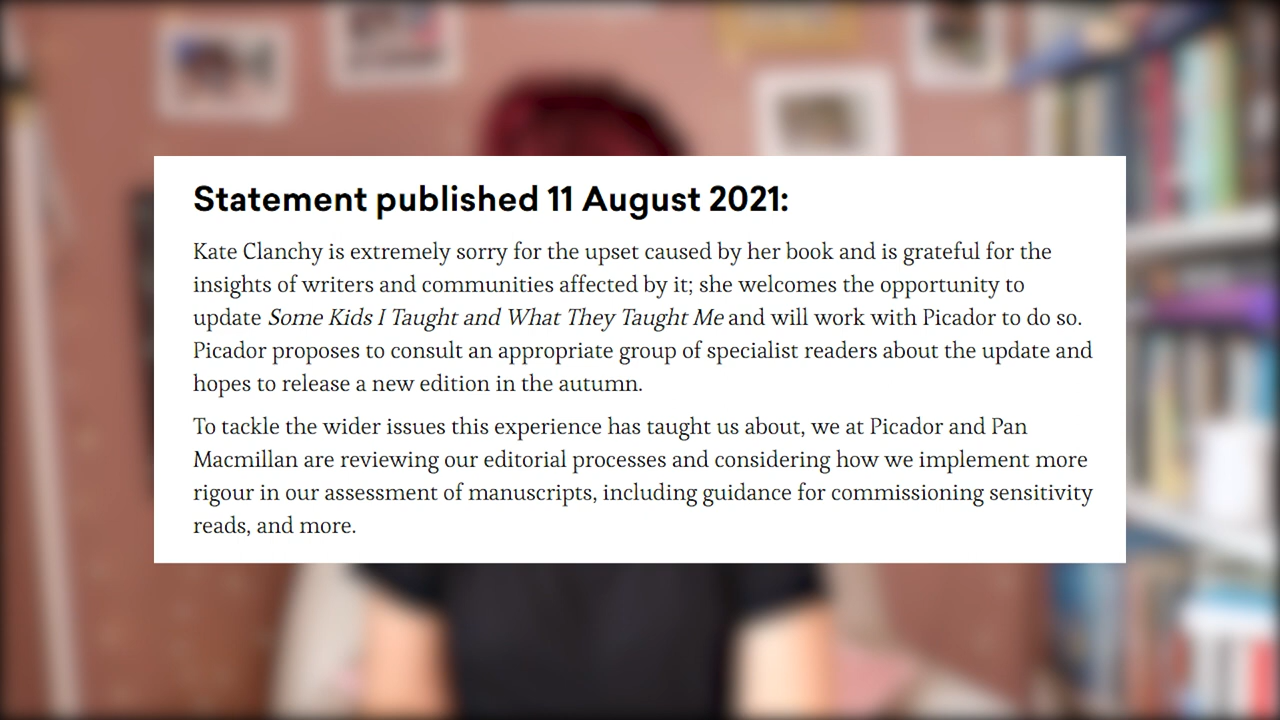 Statement published 11 August 2021:
Kate Clanchy is extremely sorry for the upset caused by her book and is grateful for the
insights of writers and communities affected by it; she welcomes the opportunity to
update Some Kids I Taught and What They Taught Me and will work with Picador to do so.
Picador proposes to consult an appropriate group of specialist readers about the update and
hopes to release a new edition in the autumn.
To tackle the wider issues this experience has taught us about, we at Picador and Pan
Macmillan are reviewing our editorial processes and considering how we implement more
rigour in our assessment of manuscripts, including guidance for commissioning sensitivity
reads, and more.